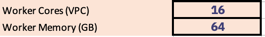 Worker Cores (VPC) 16
Worker Memory (GB) 64